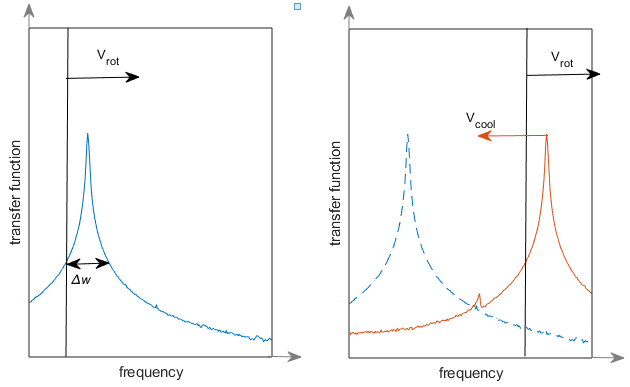 V_rot
transfer function
Δw
frequency
V_rot
V_cool
transfer function
frequency